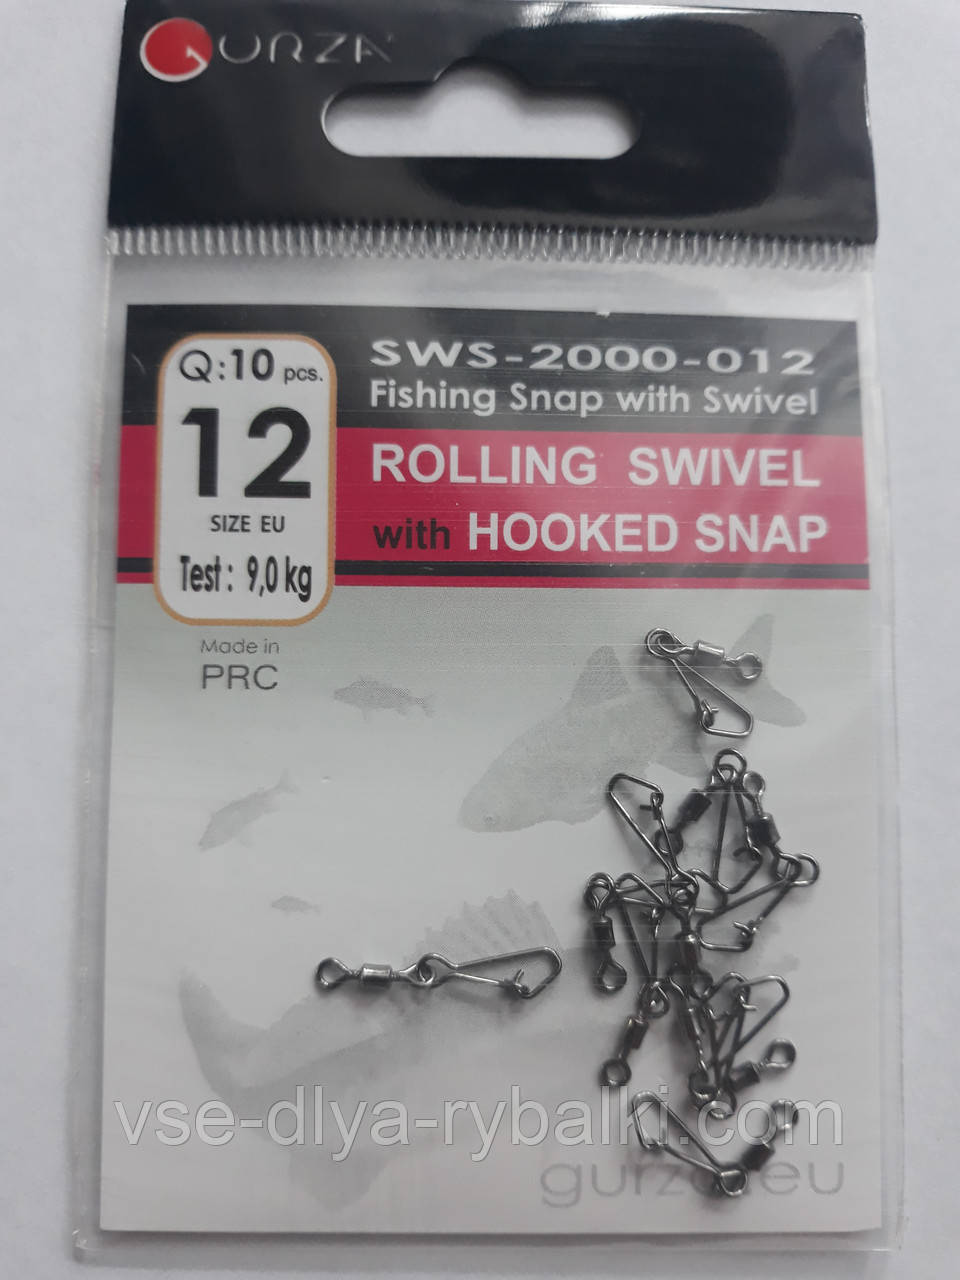 GURZA
Q:10 pcs.
12
SIZE EU
Test: 9,0 kg
SWS-2000-012
Fishing Snap with Swivel
ROLLING SWIVEL
with HOOKED SNAP
Made in
PRC
vse-dlya-rybalki.com
gurza.eu